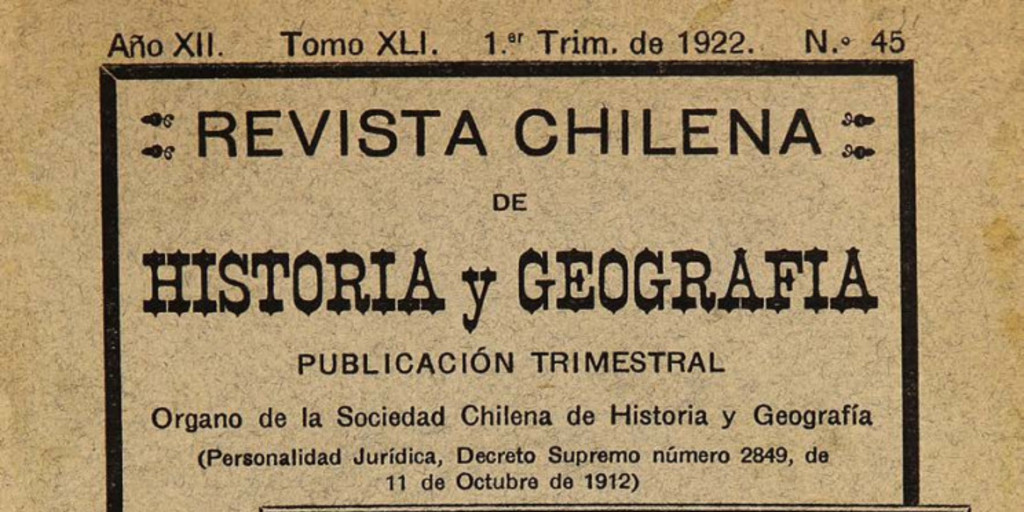 Año XII. Tomo XLI. 1.er Trim. de 1922. N.º 45
REVISTA CHILENA
DE
HISTORIA y GEOGRAFIA
PUBLICACIÓN TRIMESTRAL
Organo de la Sociedad Chilena de Historia y Geografía
(Personalidad Jurídica, Decreto Supremo número 2849, de
11 de Octubre de 1912)